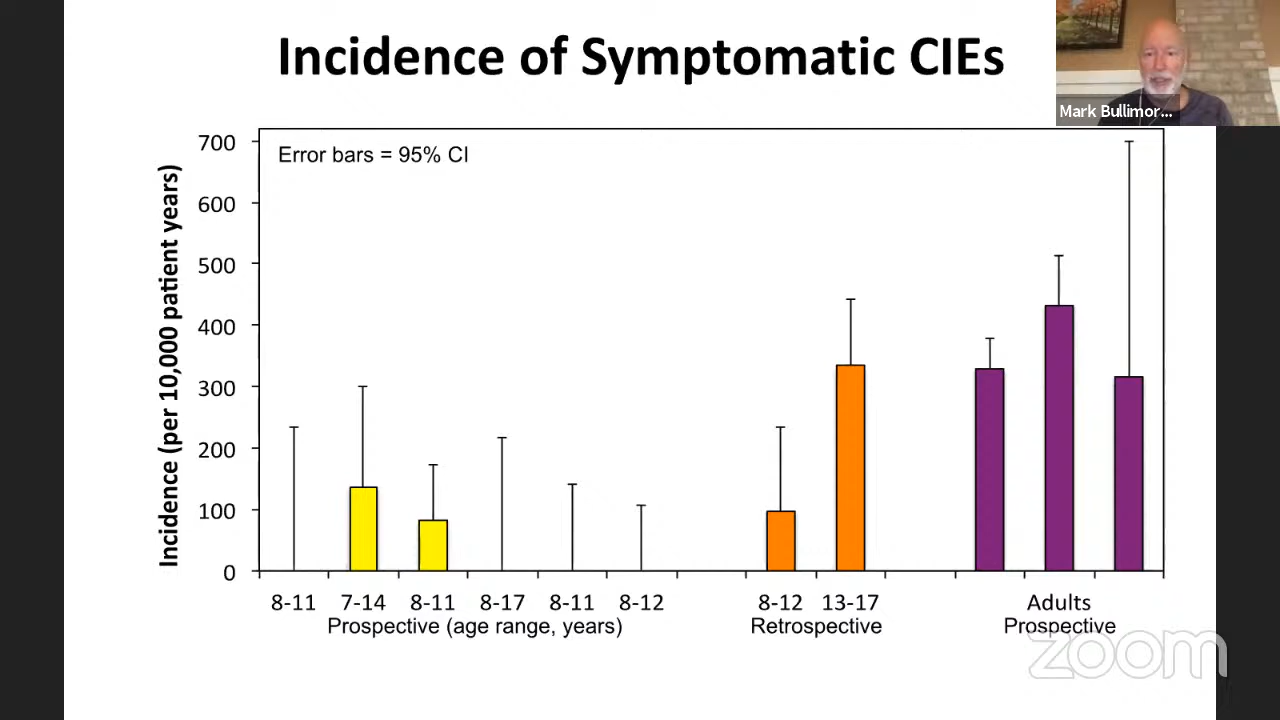 Incidence of Symptomatic CIEs
Mark Bullimor...
Error bars = 95% CI
Incidence (per 10,000 patient years)
700
600
500
400
300
200
100
0
8-11 7-14 8-11 8-17 8-11 8-12 8-12 13-17 Adults
Prospective (age range, years) Retrospective Prospective
zoom